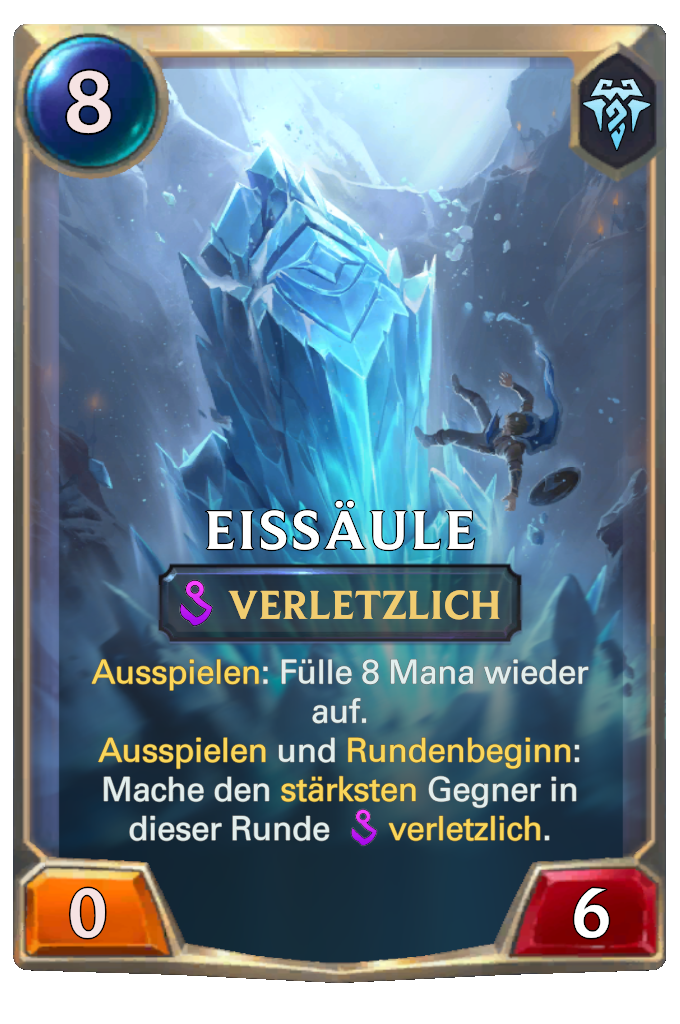 8
EISSÄULE
VERLETZLICH
Ausspielen: Fülle 8 Mana wieder
auf.
Ausspielen und Rundenbeginn:
Mache den stärksten Gegner in
dieser Runde verletzlich.
0
6